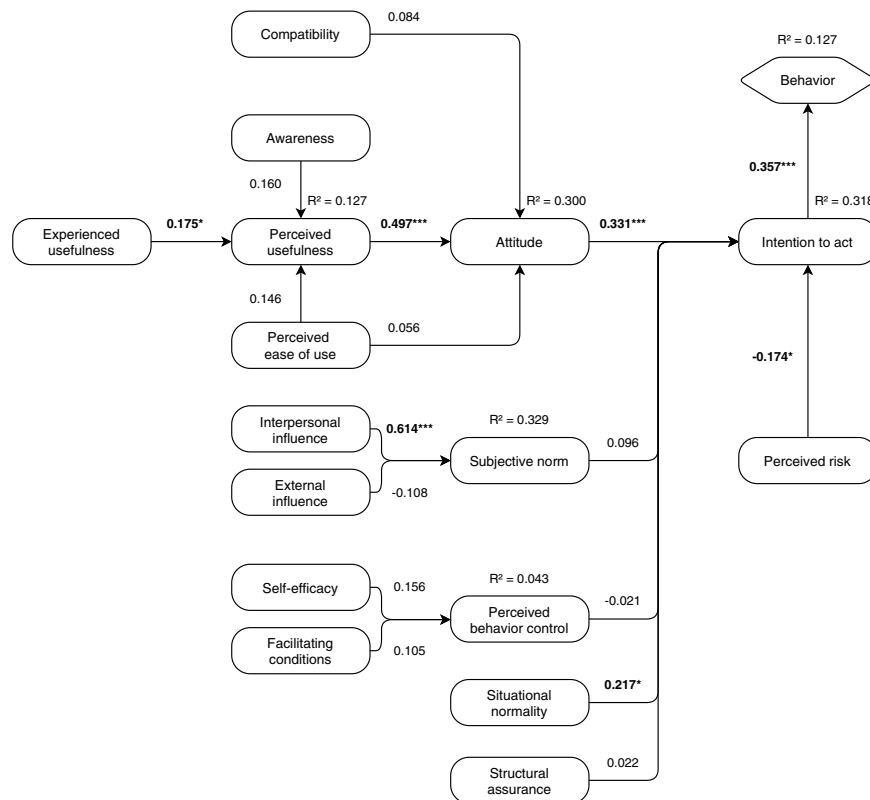 0.084
Compatibility
R² = 0.127
Behavior
Awareness
0.357***
0.160
R² = 0.127
R² = 0.300
R² = 0.318
0.175*
0.497***
0.331***
Experienced
usefulness
Perceived
usefulness
Attitude
Intention to act
0.146
0.056
Perceived
ease of use
-0.174*
Interpersonal
influence
0.614***
R² = 0.329
0.096
Subjective norm
Perceived risk
External
influence
-0.108
Self-efficacy
0.156
R² = 0.043
-0.021
Perceived
behavior control
Facilitating
conditions
0.105
Situational
normality
0.217*
0.022
Structural
assurance